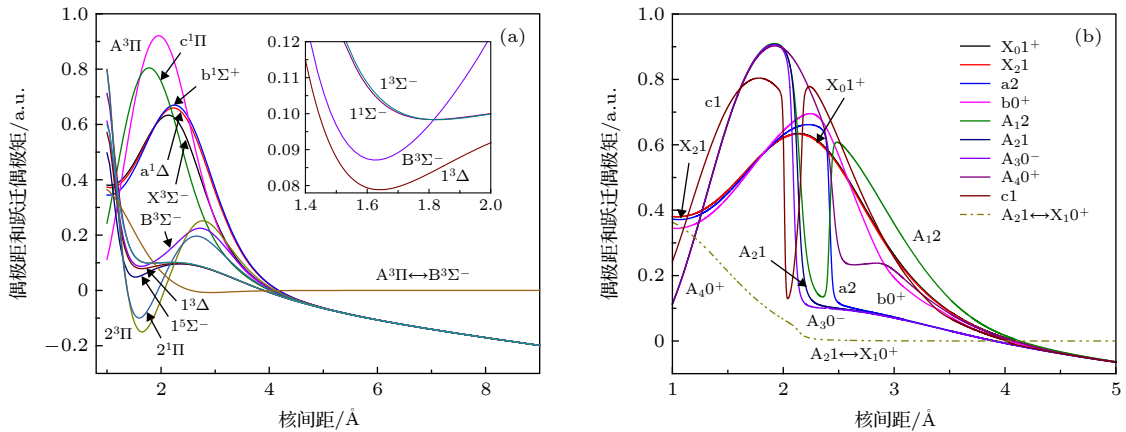 (a)
偶极距和跃迁偶极矩/a.u.
1.0
0.8
0.6
0.4
0.2
0
−0.2
2
4
6
8
核间距/Å
A³Π
c¹Π
b¹Σ⁺
a¹Δ
X³Σ⁻
B³Σ⁻
1³Δ
1⁵Σ⁻
2³Π
2¹Π
A³Π↔B³Σ⁻
0.12
0.11
0.10
0.09
0.08
1.4
1.6
1.8
2.0
1³Σ⁻
1¹Σ⁻
B³Σ⁻
1³Δ
(b)
偶极距和跃迁偶极矩/a.u.
1.0
0.8
0.6
0.4
0.2
0
1
2
3
4
5
核间距/Å
X₀1⁺
X₂1
a2
b0⁺
A₁2
A₂1
A₃0⁻
A₄0⁺
c1
A₂1↔X₁0⁺
c1
X₀1⁺
X₂1
A₁2
A₂1
a2
b0⁺
A₄0⁺
A₃0⁻
A₂1↔X₁0⁺